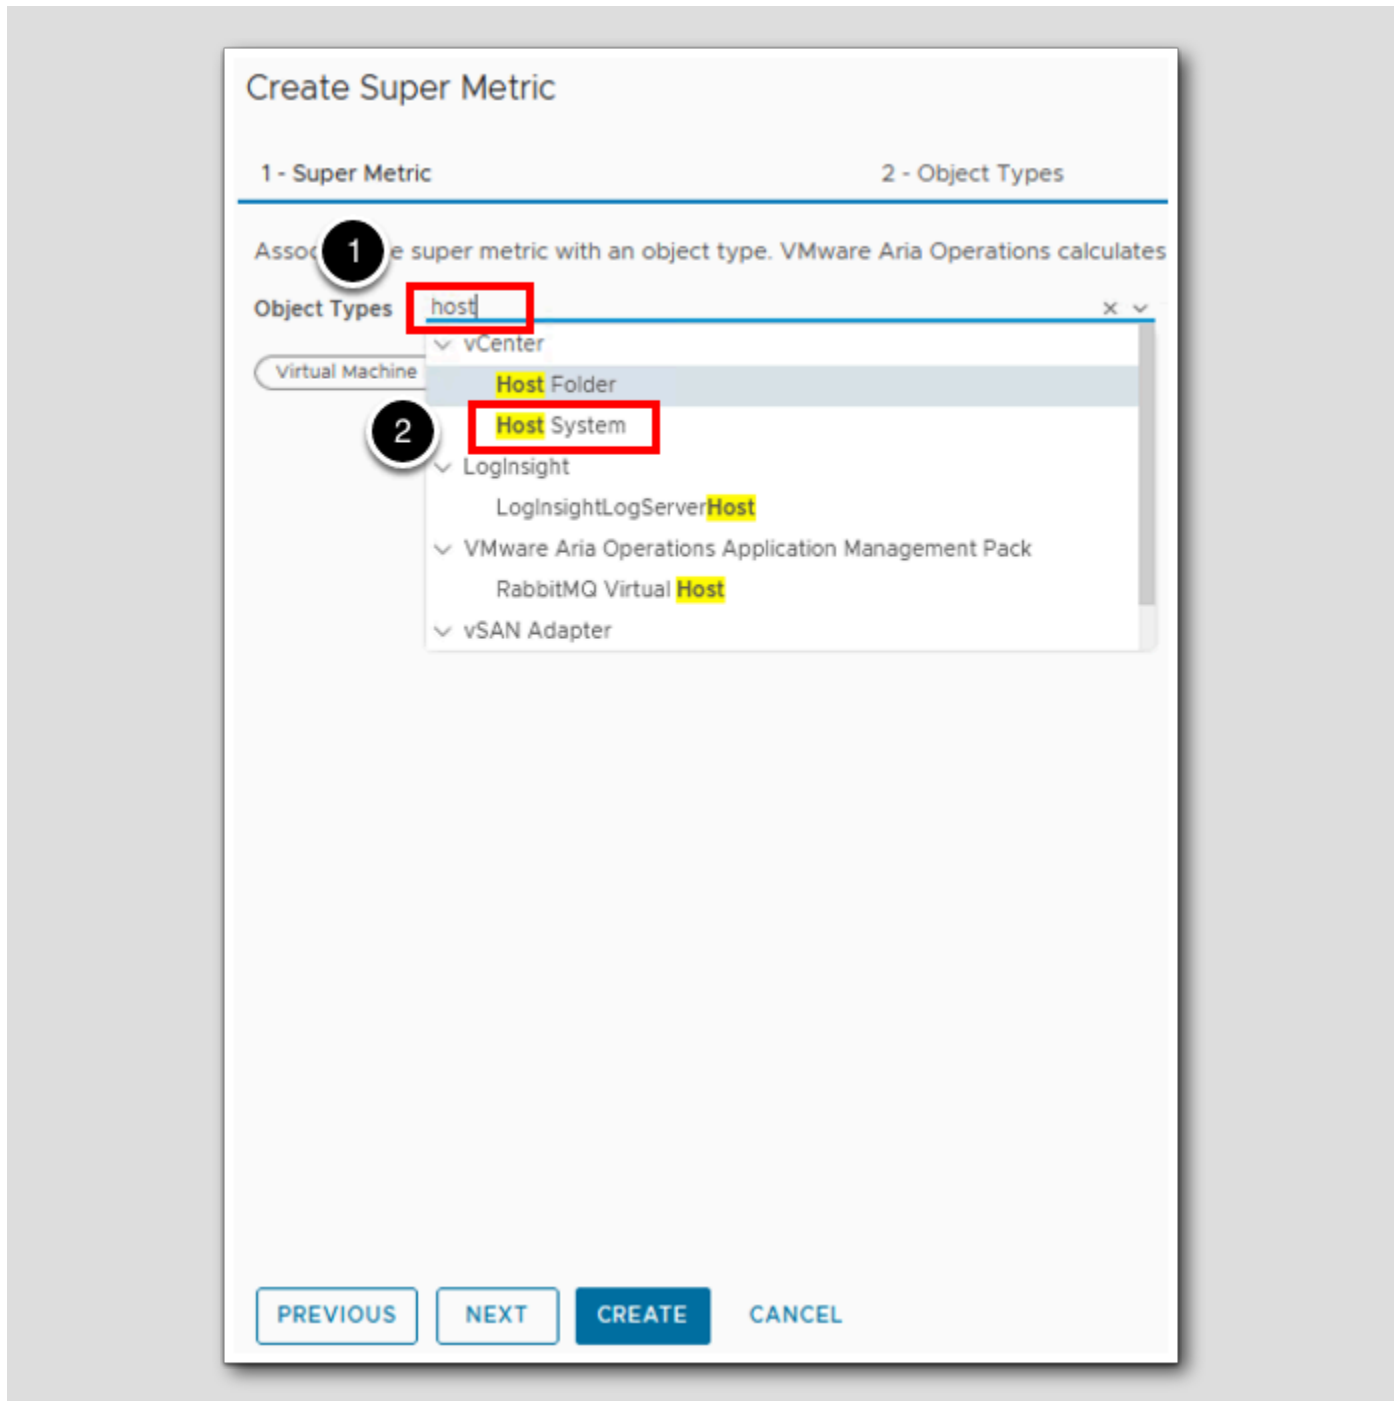 Create Super Metric
1 - Super Metric
2 - Object Types
Assoc 1 e super metric with an object type. VMware Aria Operations calculates
Object Types host
vCenter
Virtual Machine
Host Folder
2 Host System
LogInsight
LogInsightLogServerHost
VMware Aria Operations Application Management Pack
RabbitMQ Virtual Host
vSAN Adapter
PREVIOUS NEXT CREATE CANCEL